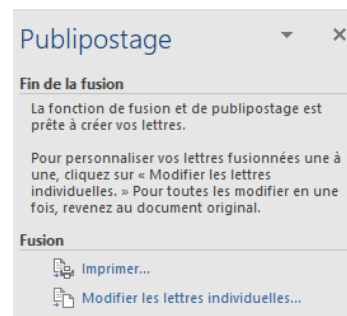 Publipostage
Fin de la fusion
La fonction de fusion et de publipostage est
prête à créer vos lettres.
Pour personnaliser vos lettres fusionnées une à
une, cliquez sur « Modifier les lettres
individuelles. » Pour toutes les modifier en une
fois, revenez au document original.
Fusion
Imprimer...
Modifier les lettres individuelles...